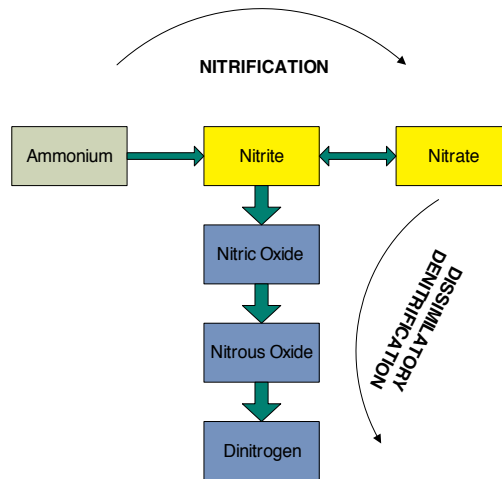 NITRIFICATION
Ammonium
Nitrite
Nitrate
Nitric Oxide
DISSIMILATORY
DENITRIFICATION
Nitrous Oxide
Dinitrogen